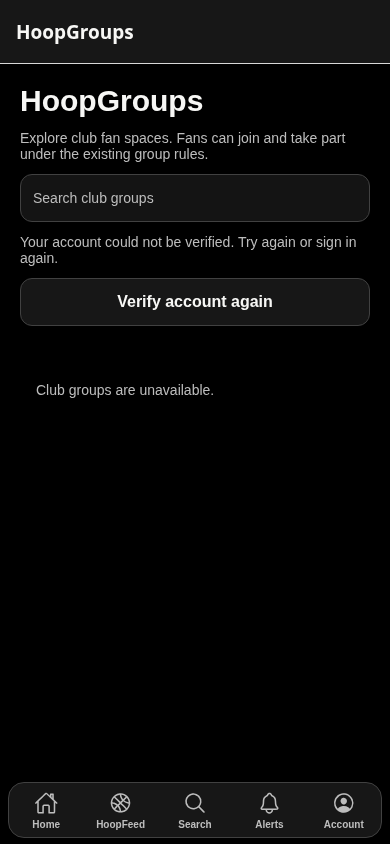 HoopGroups
HoopGroups
Explore club fan spaces. Fans can join and take part
under the existing group rules.
Search club groups
Your account could not be verified. Try again or sign in
again.
Verify account again
Club groups are unavailable.
Home HoopFeed Search Alerts Account